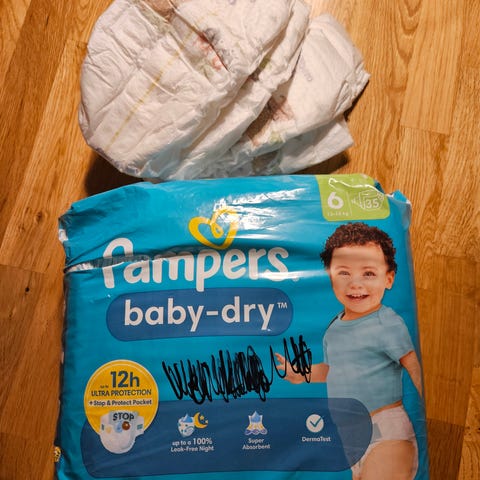 6
35
Pampers
baby-dry™
up to 12h
ULTRA PROTECTION
+ Stop & Protect Pocket
STOP
up to a 100%
Leak-Free Night
Super
Absorbent
DermaTest